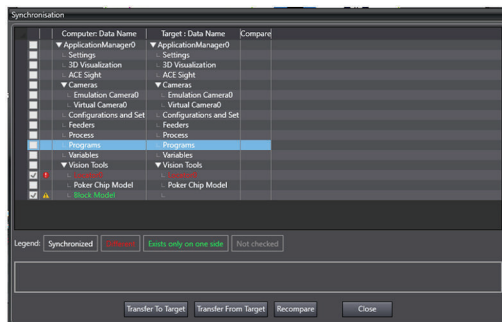 Synchronisation
Computer: Data Name Target : Data Name Compare
ApplicationManager0 ApplicationManager0
Settings Settings
3D Visualization 3D Visualization
ACE Sight ACE Sight
Cameras Cameras
Emulation Camera0 Emulation Camera0
Virtual Camera0 Virtual Camera0
Configurations and Set Configurations and Set
Feeders Feeders
Process Process
Programs Programs
Variables Variables
Vision Tools Vision Tools
Poker Chip Model Poker Chip Model
Block Model
Legend: Synchronized Exists only on one side Not checked
Transfer To Target Transfer From Target Recompare Close